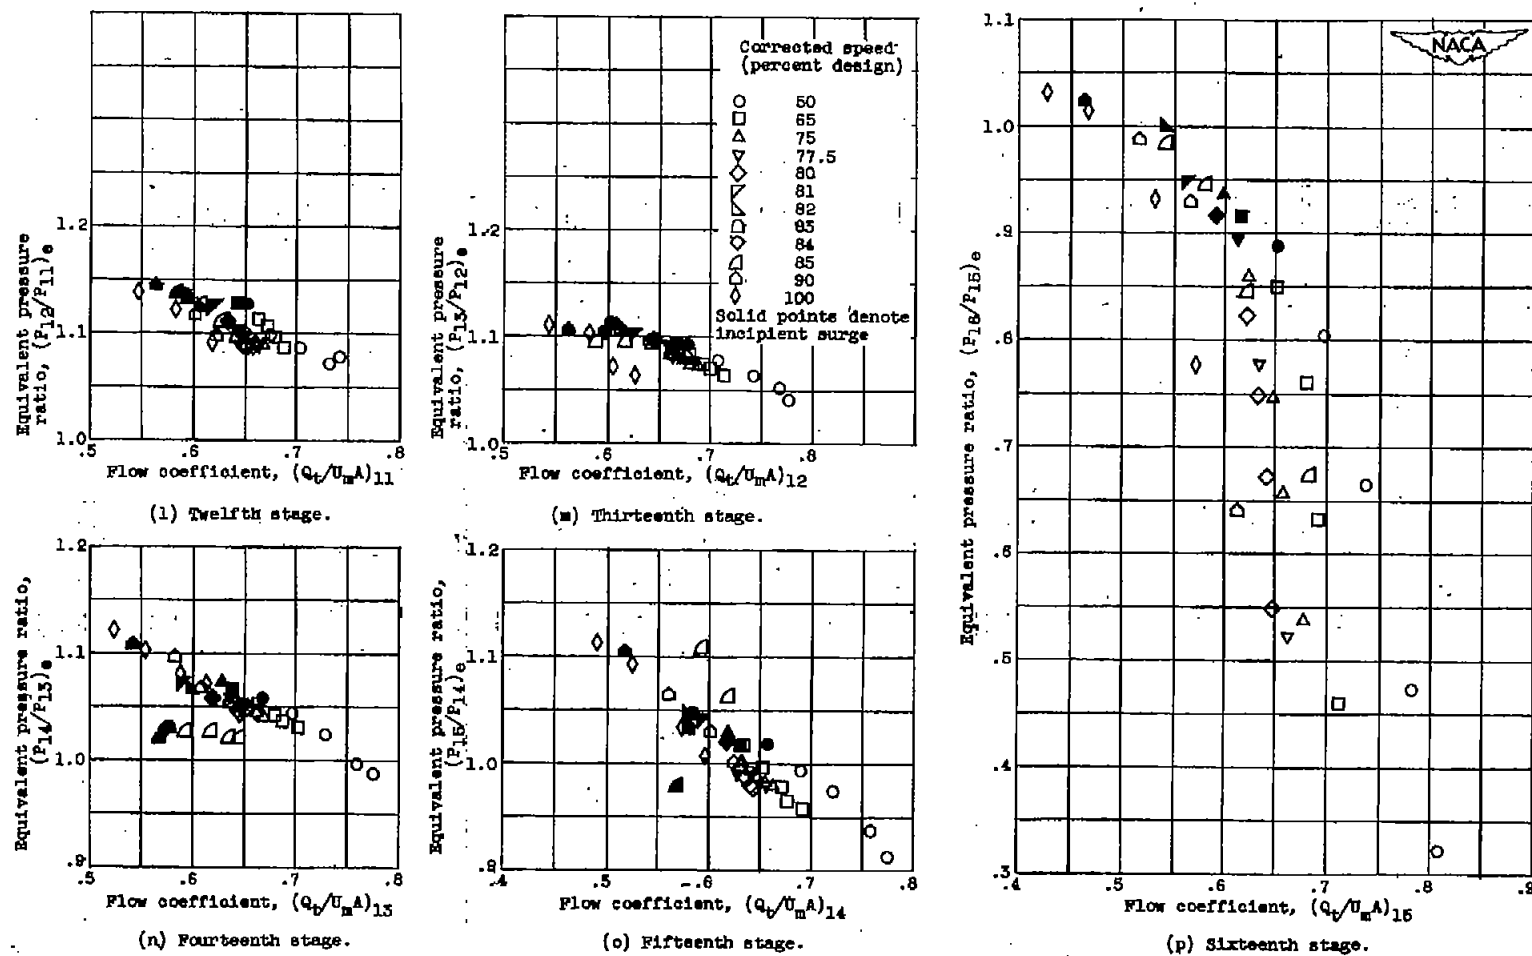 1.2
1.1
1.0
.5
.6
.7
.8
Equivalent pressure
ratio, (P12/P11)e
Flow coefficient, (Qt/UmA)11
(l) Twelfth stage.
Corrected speed
(percent design)
50
65
75
77.5
80
81
82
83
84
85
90
100
Solid points denote
incipient surge
1.2
1.1
1.0
.5
.6
.7
.8
Equivalent pressure
ratio, (P13/P12)e
Flow coefficient, (Qt/UmA)12
(m) Thirteenth stage.
1.2
1.1
1.0
.9
.5
.6
.7
.8
Equivalent pressure ratio,
(P14/P13)e
Flow coefficient, (Qt/UmA)13
(n) Fourteenth stage.
1.2
1.1
1.0
.9
.8
.4
.5
.6
.7
.8
Equivalent pressure ratio,
(P15/P14)e
Flow coefficient, (Qt/UmA)14
(o) Fifteenth stage.
NACA
1.1
1.0
.9
.8
.7
.6
.5
.4
.3
.4
.5
.6
.7
.8
.9
Equivalent pressure ratio, (P16/P15)e
Flow coefficient, (Qt/UmA)15
(p) Sixteenth stage.